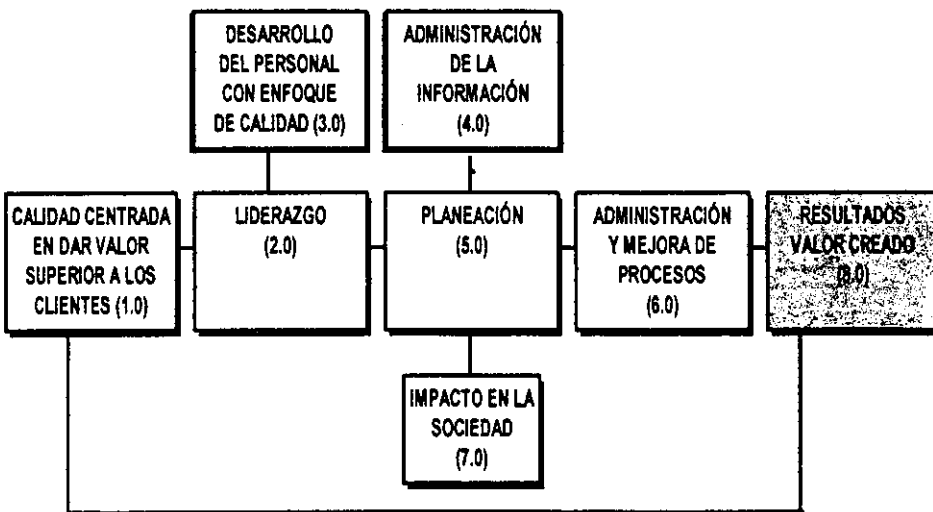 DESARROLLO
DEL PERSONAL
CON ENFOQUE
DE CALIDAD (3.0)
ADMINISTRACIÓN
DE LA
INFORMACIÓN
(4.0)
CALIDAD CENTRADA
EN DAR VALOR
SUPERIOR A LOS
CLIENTES (1.0)
LIDERAZGO
(2.0)
PLANEACIÓN
(5.0)
ADMINISTRACIÓN
Y MEJORA DE
PROCESOS
(6.0)
RESULTADOS
VALOR CREADO
(8.0)
IMPACTO EN LA
SOCIEDAD
(7.0)